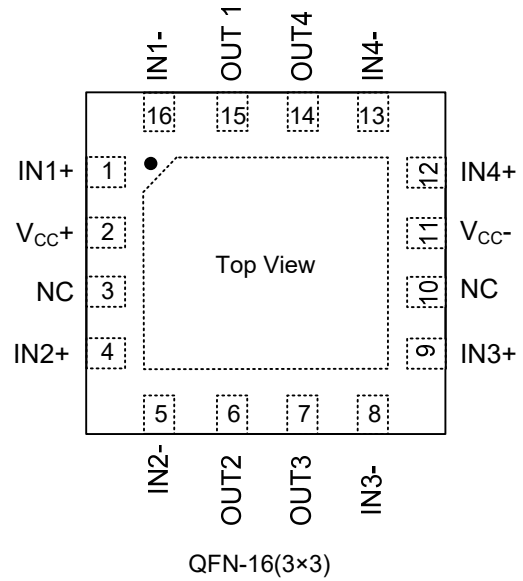 IN1-
OUT 1
OUT4
IN4-
16
15
14
13
IN1+
1
12
IN4+
VCC+
2
11
VCC-
Top View
NC
3
10
NC
IN2+
4
9
IN3+
5
6
7
8
IN2-
OUT2
OUT3
IN3-
QFN-16(3×3)